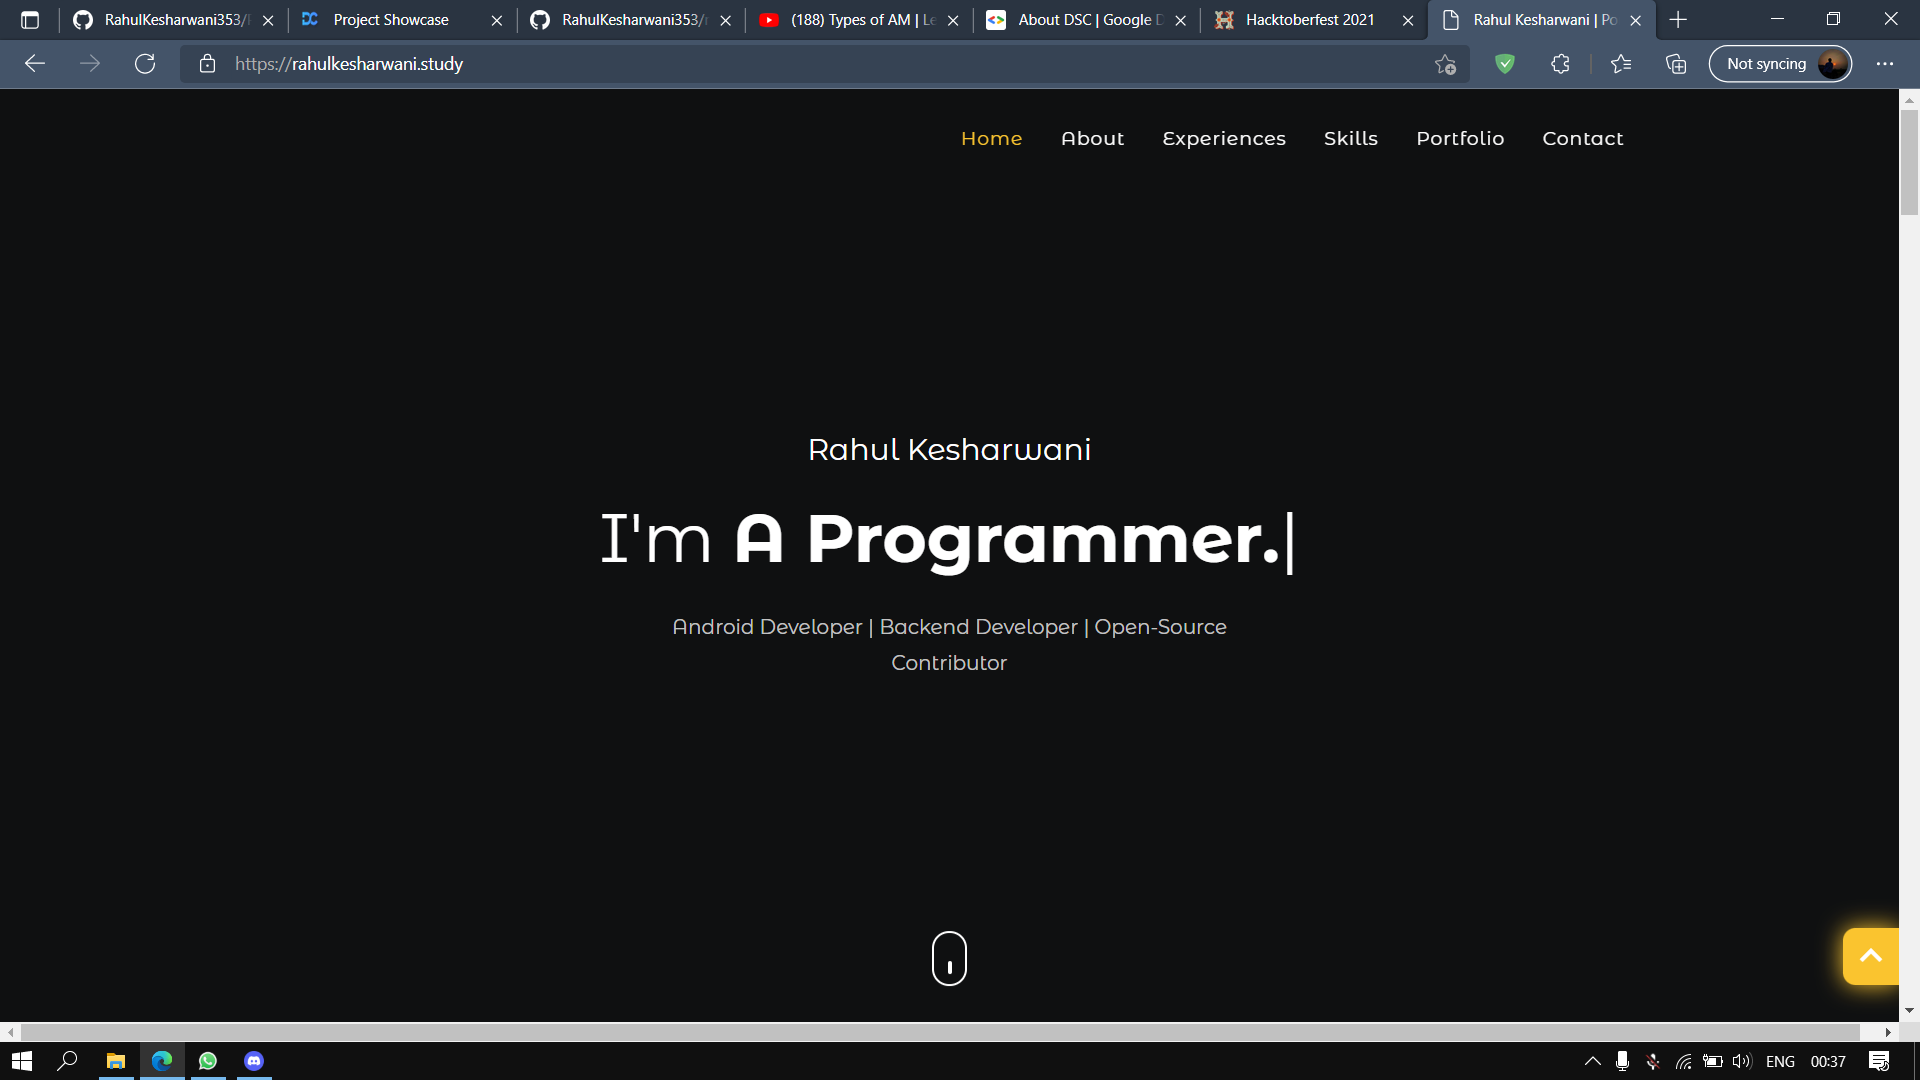 RahulKesharwani353/
Project Showcase
RahulKesharwani353/
(188) Types of AM |
About DSC | Google
Hacktoberfest 2021
Rahul Kesharwani | Po
https://rahulkesharwani.study
Not syncing
Home
About
Experiences
Skills
Portfolio
Contact
Rahul Kesharwani
I'm A Programmer.|
Android Developer | Backend Developer | Open-Source
Contributor
ENG
00:37